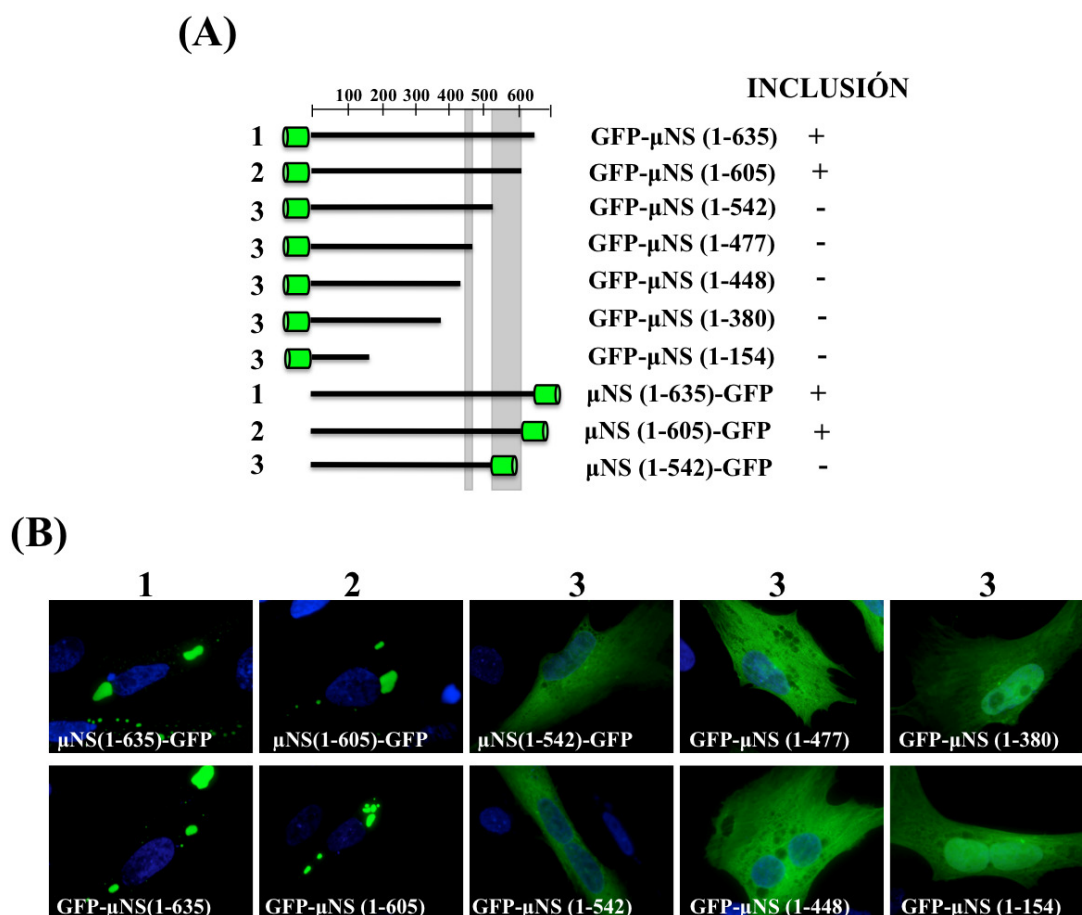 (A)
100 200 300 400 500 600
INCLUSIÓN
1 GFP-µNS (1-635) +
2 GFP-µNS (1-605) +
3 GFP-µNS (1-542) -
3 GFP-µNS (1-477) -
3 GFP-µNS (1-448) -
3 GFP-µNS (1-380) -
3 GFP-µNS (1-154) -
1 µNS (1-635)-GFP +
2 µNS (1-605)-GFP +
3 µNS (1-542)-GFP -
(B)
1 2 3 3 3
µNS(1-635)-GFP µNS(1-605)-GFP µNS(1-542)-GFP GFP-µNS (1-477) GFP-µNS (1-380)
GFP-µNS(1-635) GFP-µNS (1-605) GFP-µNS (1-542) GFP-µNS (1-448) GFP-µNS (1-154)